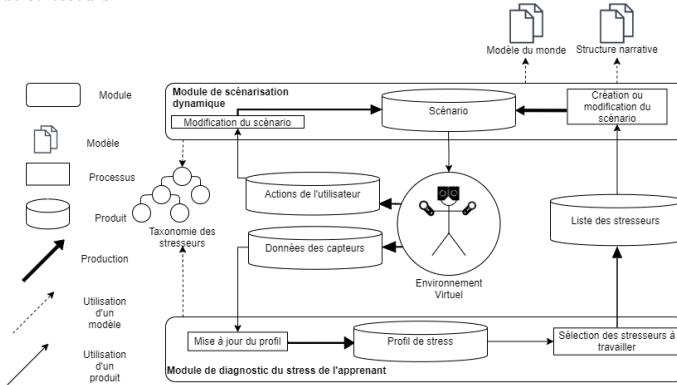 Modèle du monde
Structure narrative
Module
Modèle
Processus
Produit
Production
Utilisation
d'un
modèle
Utilisation
d'un
produit
Module de scénarisation
dynamique
Modification du scénario
Scénario
Création ou
modification du
scénario
Taxonomie des
stresseurs
Actions de l'utilisateur
Données des capteurs
Environnement
Virtuel
Liste des stresseurs
Mise à jour du profil
Profil de stress
Sélection des stresseurs à
travailler
Module de diagnostic du stress de l'apprenant